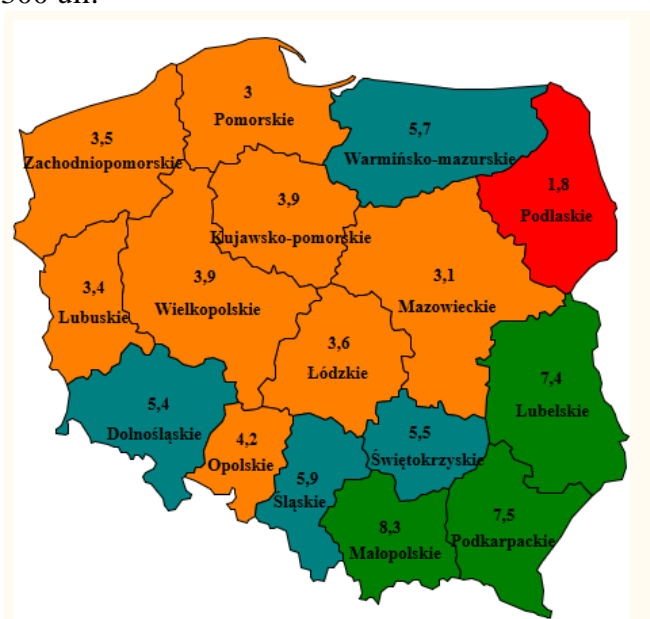 3
Pomorskie
3,5
Zachodniopomorskie
5,7
Warmińsko-mazurskie
1,8
Podlaskie
3,9
Kujawsko-pomorskie
3,9
Wielkopolskie
3,1
Mazowieckie
3,4
Lubuskie
3,6
Łódzkie
7,4
Lubelskie
5,4
Dolnośląskie
4,2
Opolskie
5,5
Świętokrzyskie
5,9
Śląskie
8,3
Małopolskie
7,5
Podkarpackie